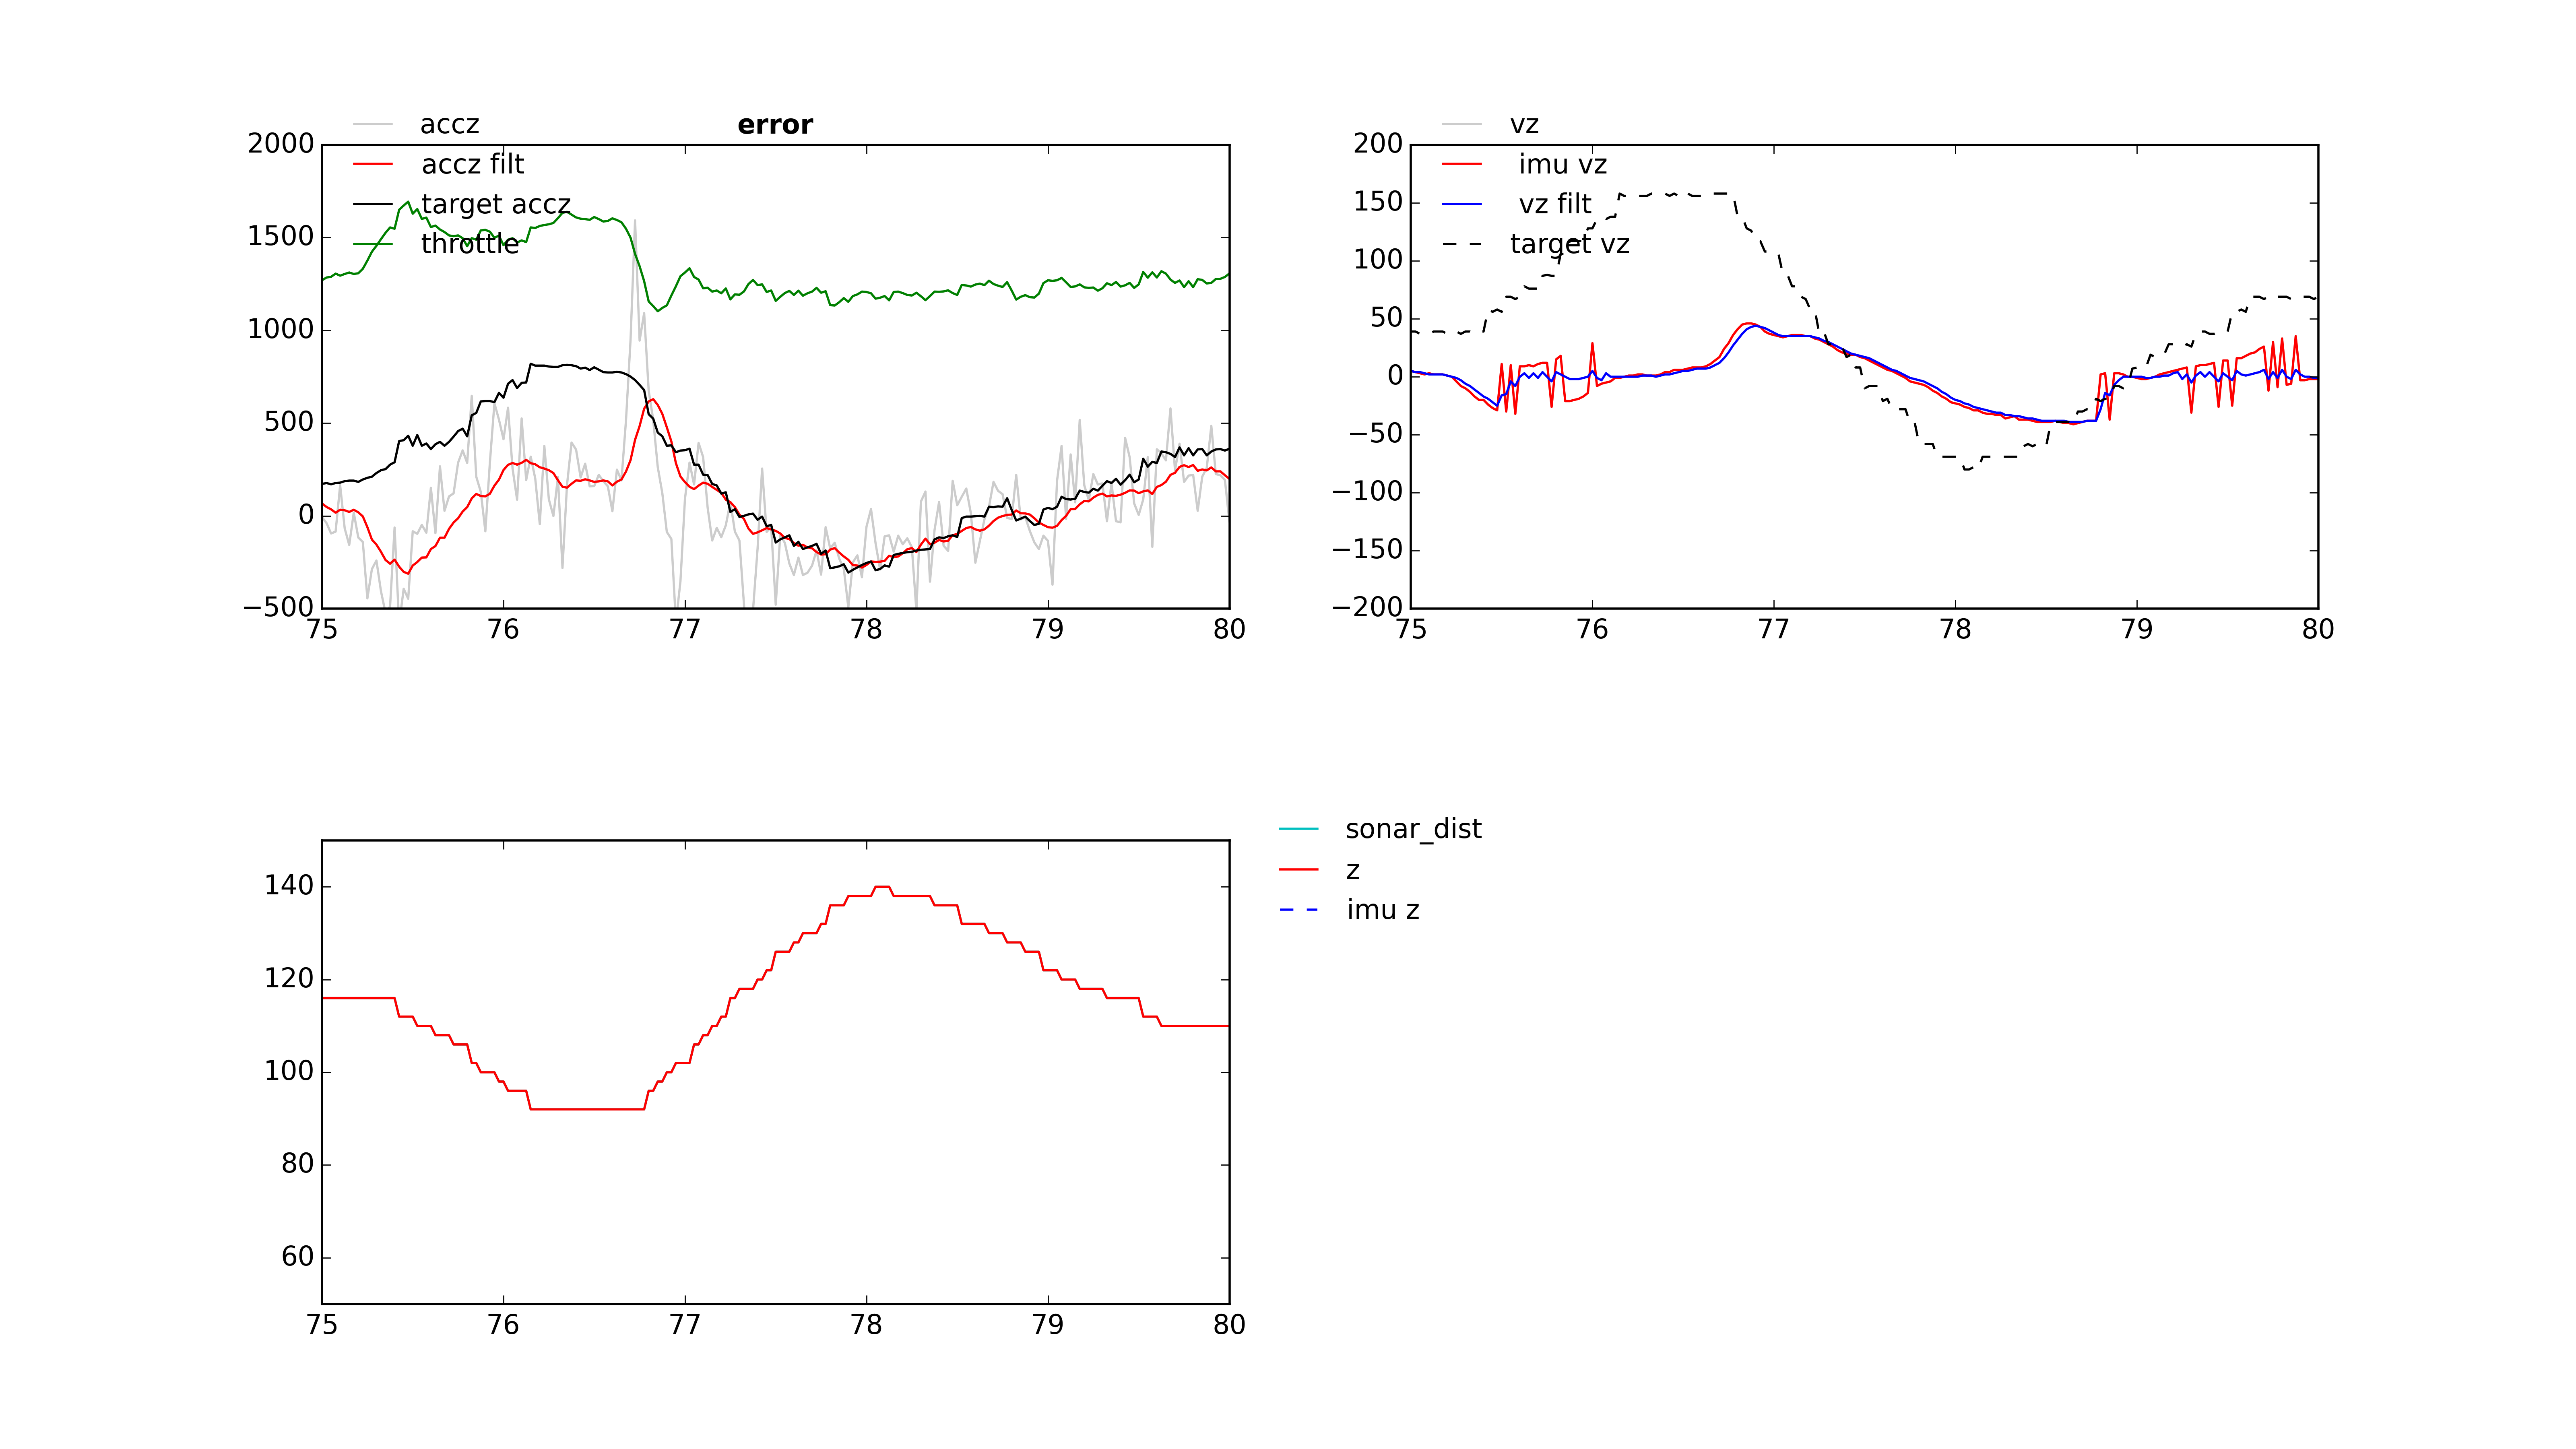 error
accz
accz filt
target accz
throttle
2000
1500
1000
500
0
−500
75 76 77 78 79 80
vz
imu vz
vz filt
target vz
200
150
100
50
0
−50
−100
−150
−200
75 76 77 78 79 80
140
120
100
80
60
75 76 77 78 79 80
sonar_dist
z
imu z